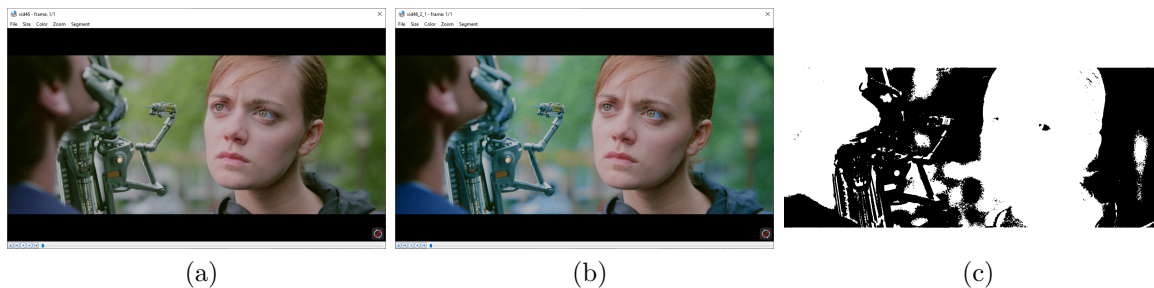 vid46 - frame: 1/1
File Size Color Zoom Segment
vid46_2_1 - frame: 1/1
File Size Color Zoom Segment
(a)
(b)
(c)